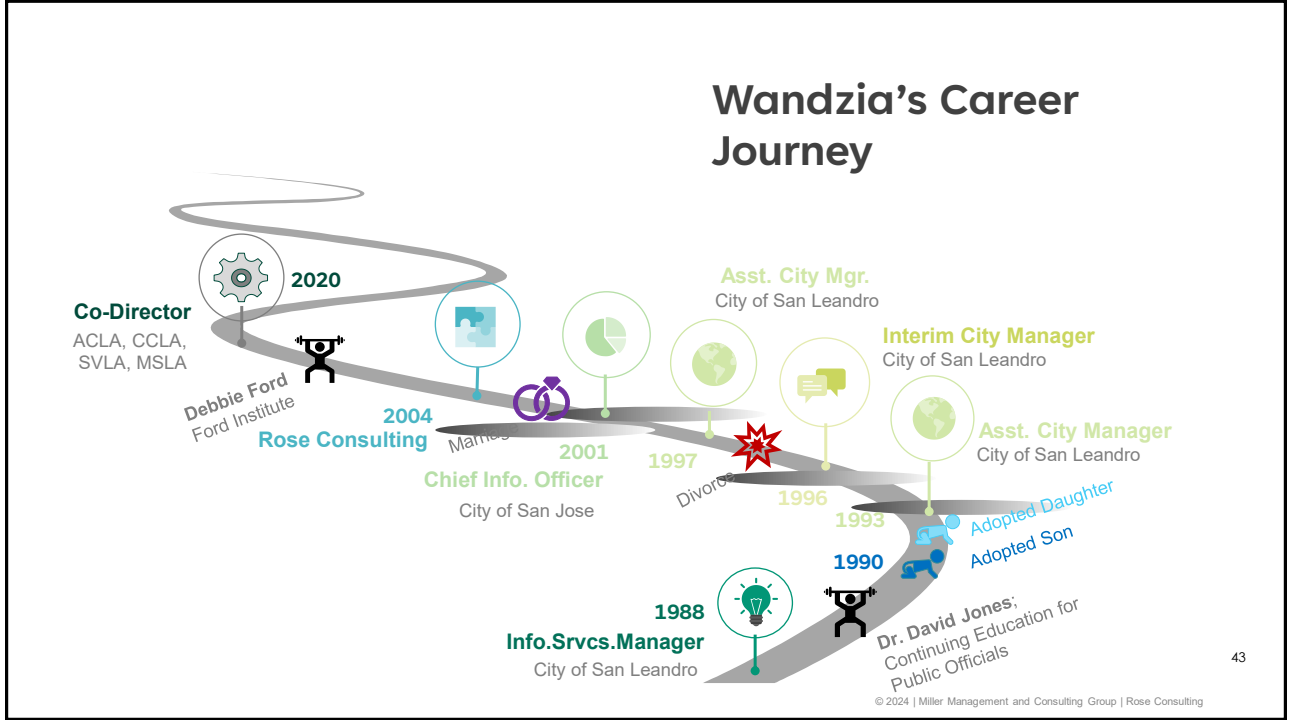 Wandzia's Career
Journey
2020
Co-Director
ACLA, CCLA,
SVLA, MSLA
Debbie Ford
Ford Institute
2004
Rose Consulting
Marriage
2001
Chief Info. Officer
City of San Jose
Asst. City Mgr.
City of San Leandro
1997
Divorce
Interim City Manager
City of San Leandro
1996
Asst. City Manager
City of San Leandro
1993
Adopted Daughter
Adopted Son
1990
Dr. David Jones;
Continuing Education for
Public Officials
1988
Info.Srvcs.Manager
City of San Leandro
43
© 2024 | Miller Management and Consulting Group | Rose Consulting